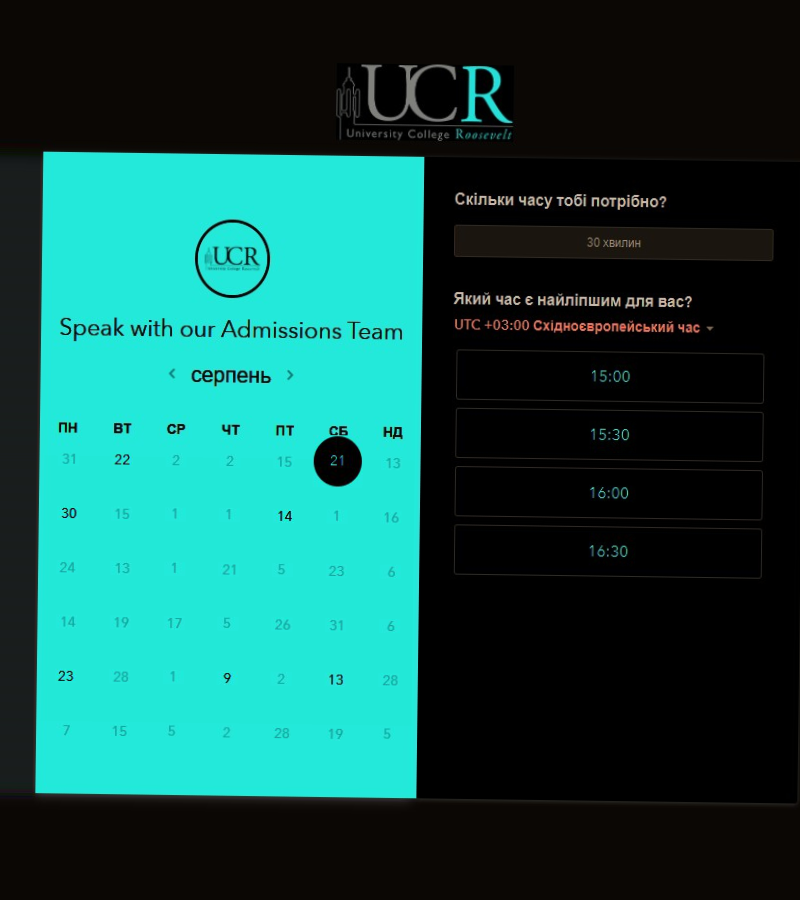 UCR
University College Roosevelt
UCR
University College Roosevelt
Speak with our Admissions Team
серпень
ПН ВТ СР ЧТ ПТ СБ НД
31 22 2 2 15 21 13
30 15 1 1 14 1 16
24 13 1 21 5 23 6
14 19 17 5 26 31 6
23 28 1 9 2 13 28
7 15 5 2 28 19 5
Скільки часу тобі потрібно?
30 хвилин
Який час є найліпшим для вас?
UTC +03:00 Східноєвропейський час
15:00
15:30
16:00
16:30